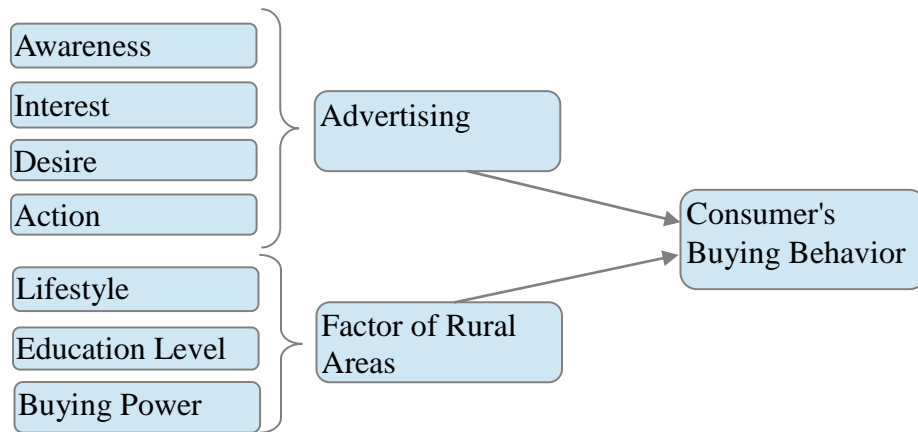 Awareness
Interest
Desire
Action
Advertising
Lifestyle
Education Level
Buying Power
Factor of Rural
Areas
Consumer's
Buying Behavior